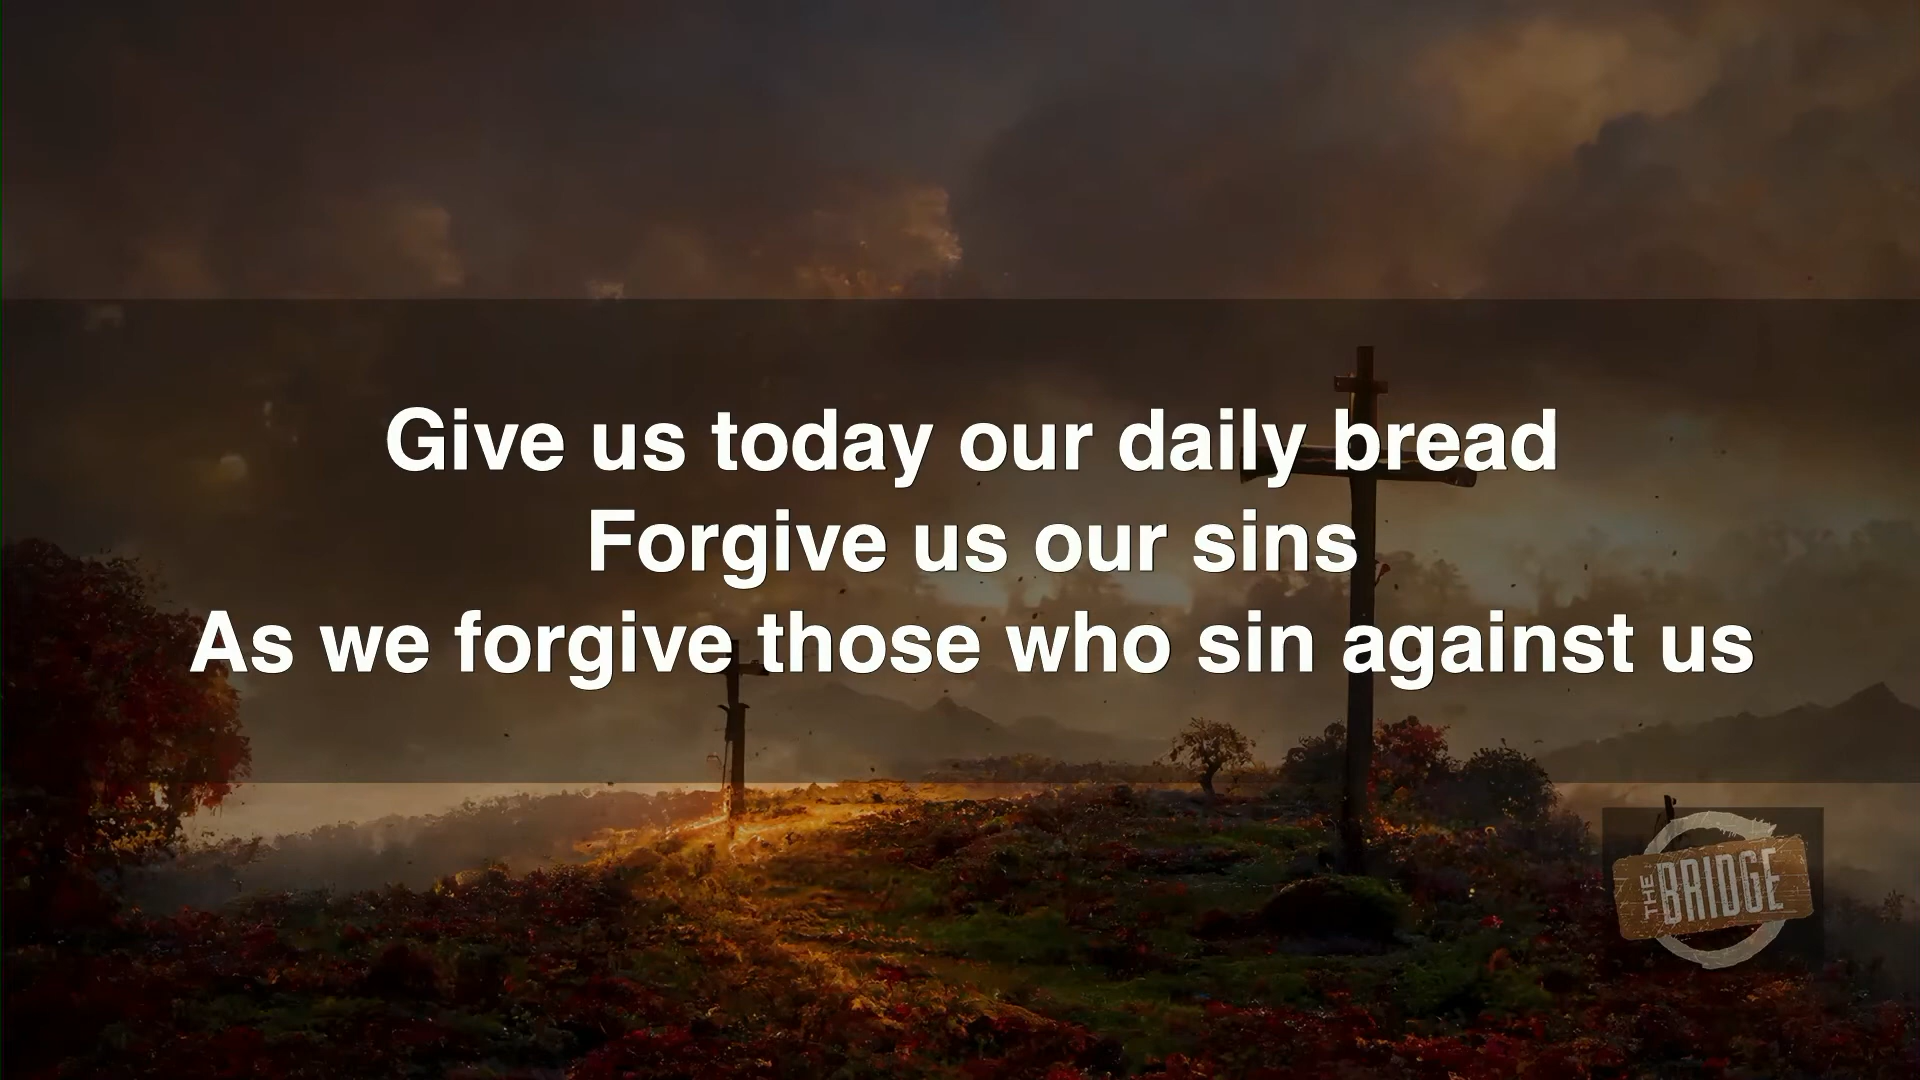 Give us today our daily bread
Forgive us our sins
As we forgive those who sin against us
THE BRIDGE